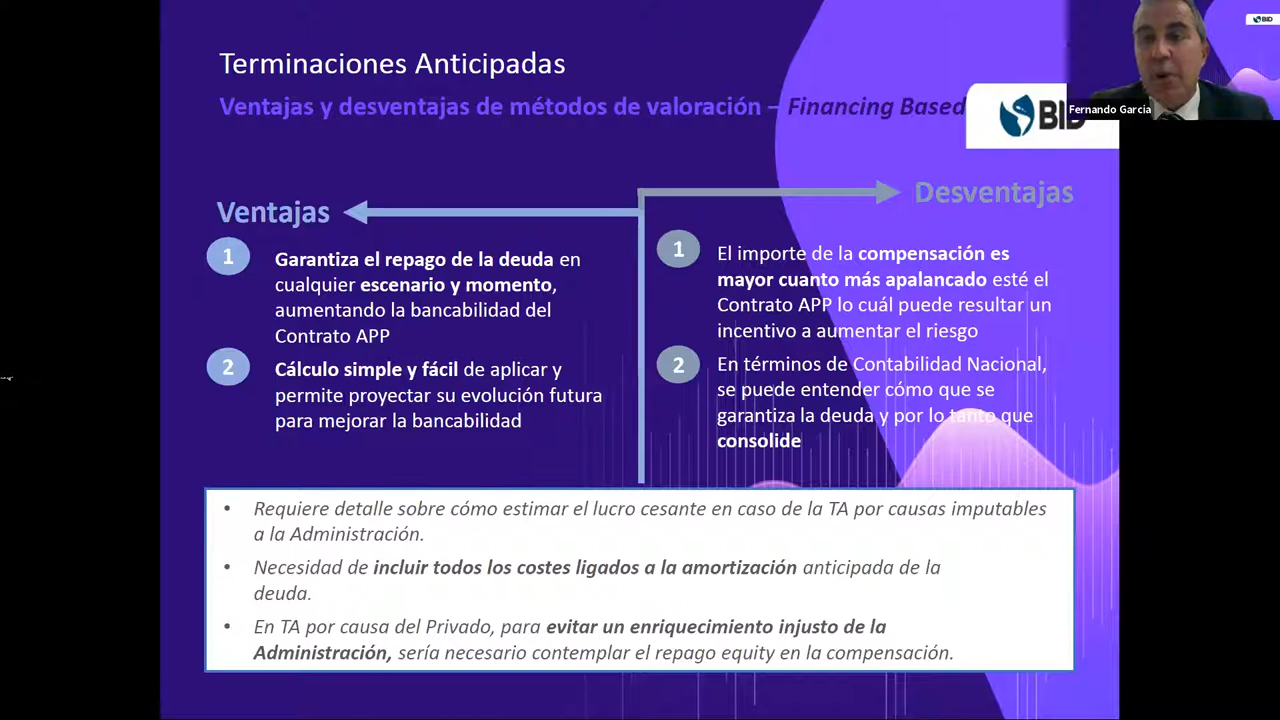 Terminaciones Anticipadas
Ventajas y desventajas de métodos de valoración – Financing Based
BID
Fernando García
BID
Ventajas
Desventajas
1
Garantiza el repago de la deuda en
cualquier escenario y momento,
aumentando la bancabilidad del
Contrato APP
2
Cálculo simple y fácil de aplicar y
permite proyectar su evolución futura
para mejorar la bancabilidad
1
El importe de la compensación es
mayor cuanto más apalancado esté el
Contrato APP lo cuál puede resultar un
incentivo a aumentar el riesgo
2
En términos de Contabilidad Nacional,
se puede entender cómo que se
garantiza la deuda y por lo tanto que
consolide
• Requiere detalle sobre cómo estimar el lucro cesante en caso de la TA por causas imputables
a la Administración.
• Necesidad de incluir todos los costes ligados a la amortización anticipada de la
deuda.
• En TA por causa del Privado, para evitar un enriquecimiento injusto de la
Administración, sería necesario contemplar el repago equity en la compensación.